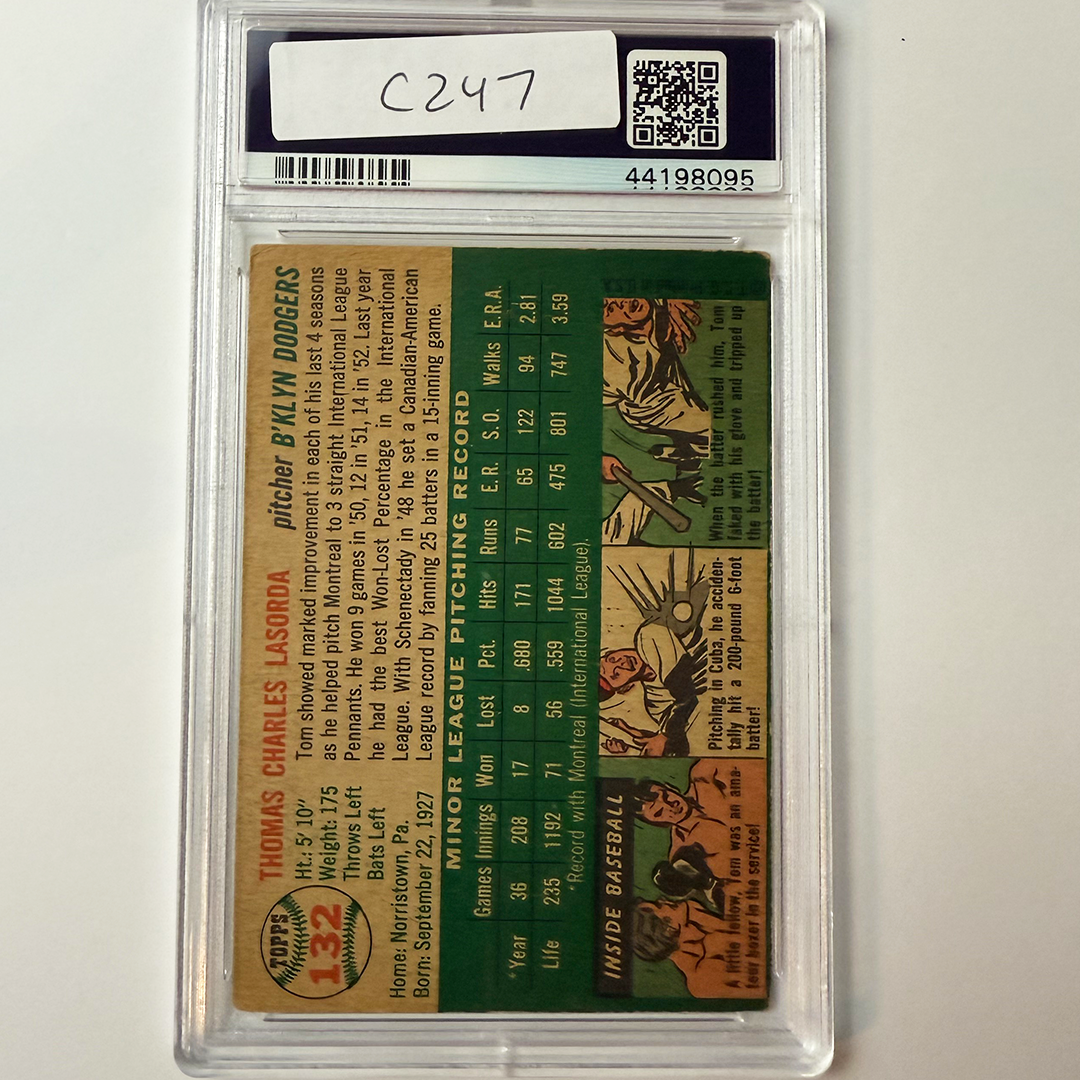 C247
44198095
TOPPS
132
THOMAS CHARLES LASORDA
pitcher B'KLYN DODGERS
Ht.: 5' 10"
Weight: 175
Throws Left
Bats Left
Home: Norristown, Pa.
Born: September 22, 1927
Tom showed marked improvement in each of his last 4 seasons
as he helped pitch Montreal to 3 straight International League
Pennants. He won 9 games in '50, 12 in '51, 14 in '52. Last year
he had the best Won-Lost Percentage in the International
League. With Schenectady in '48 he set a Canadian-American
League record by fanning 25 batters in a 15-inning game.
MINOR LEAGUE PITCHING RECORD
Games Innings Won Lost Pct. Hits Runs E.R. S.O. Walks E.R.A.
*Year 36 208 17 8 .680 171 77 65 122 94 2.81
Life 235 1192 71 56 .559 1044 602 475 801 747 3.59
*Record with Montreal (International League).
INSIDE BASEBALL
A little fellow, Tom was an ama-
teur boxer in the service!
Pitching in Cuba, he acciden-
tally hit a 200-pound 6-foot
batter!
When the batter rushed him, Tom
faked with his glove and tripped up
the batter!